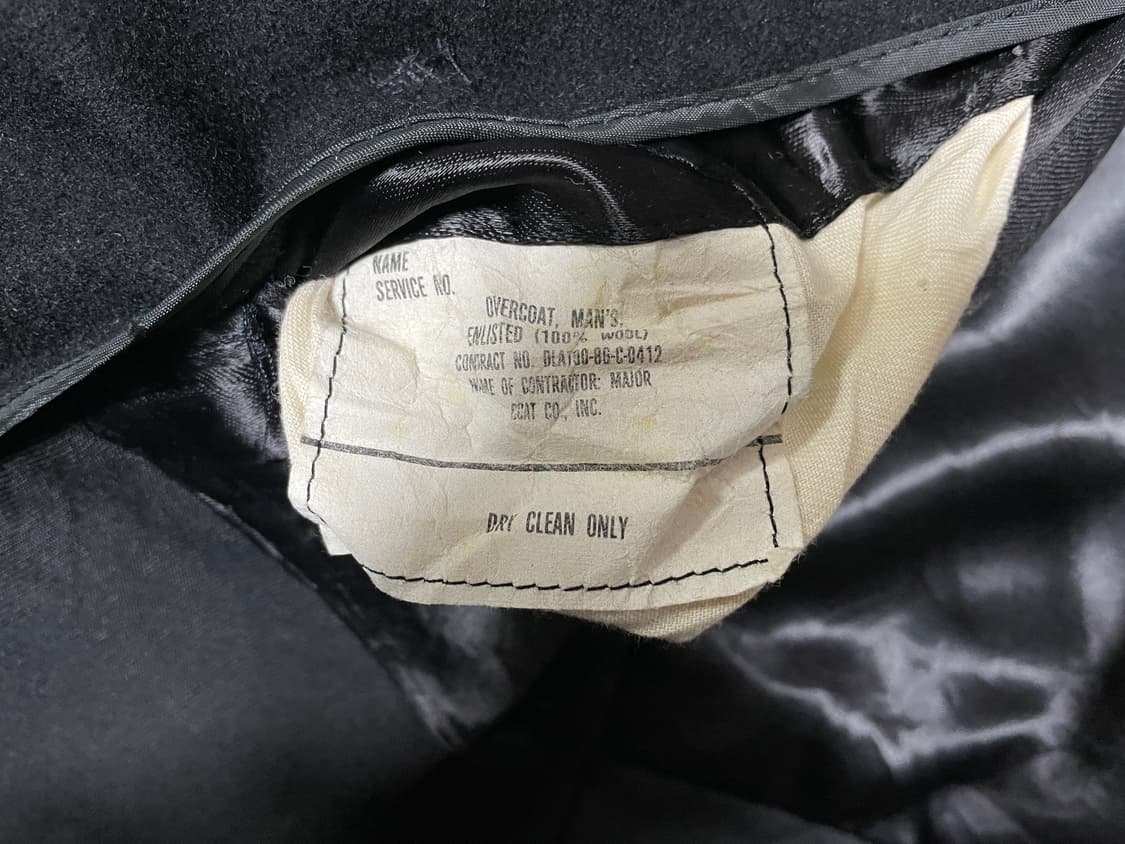 NAME
SERVICE NO.
OVERCOAT, MAN'S,
ENLISTED (100% WOOL)
CONTRACT NO. DLA100-86-C-0412
NAME OF CONTRACTOR: MAJOR
COAT CO., INC.
DRY CLEAN ONLY